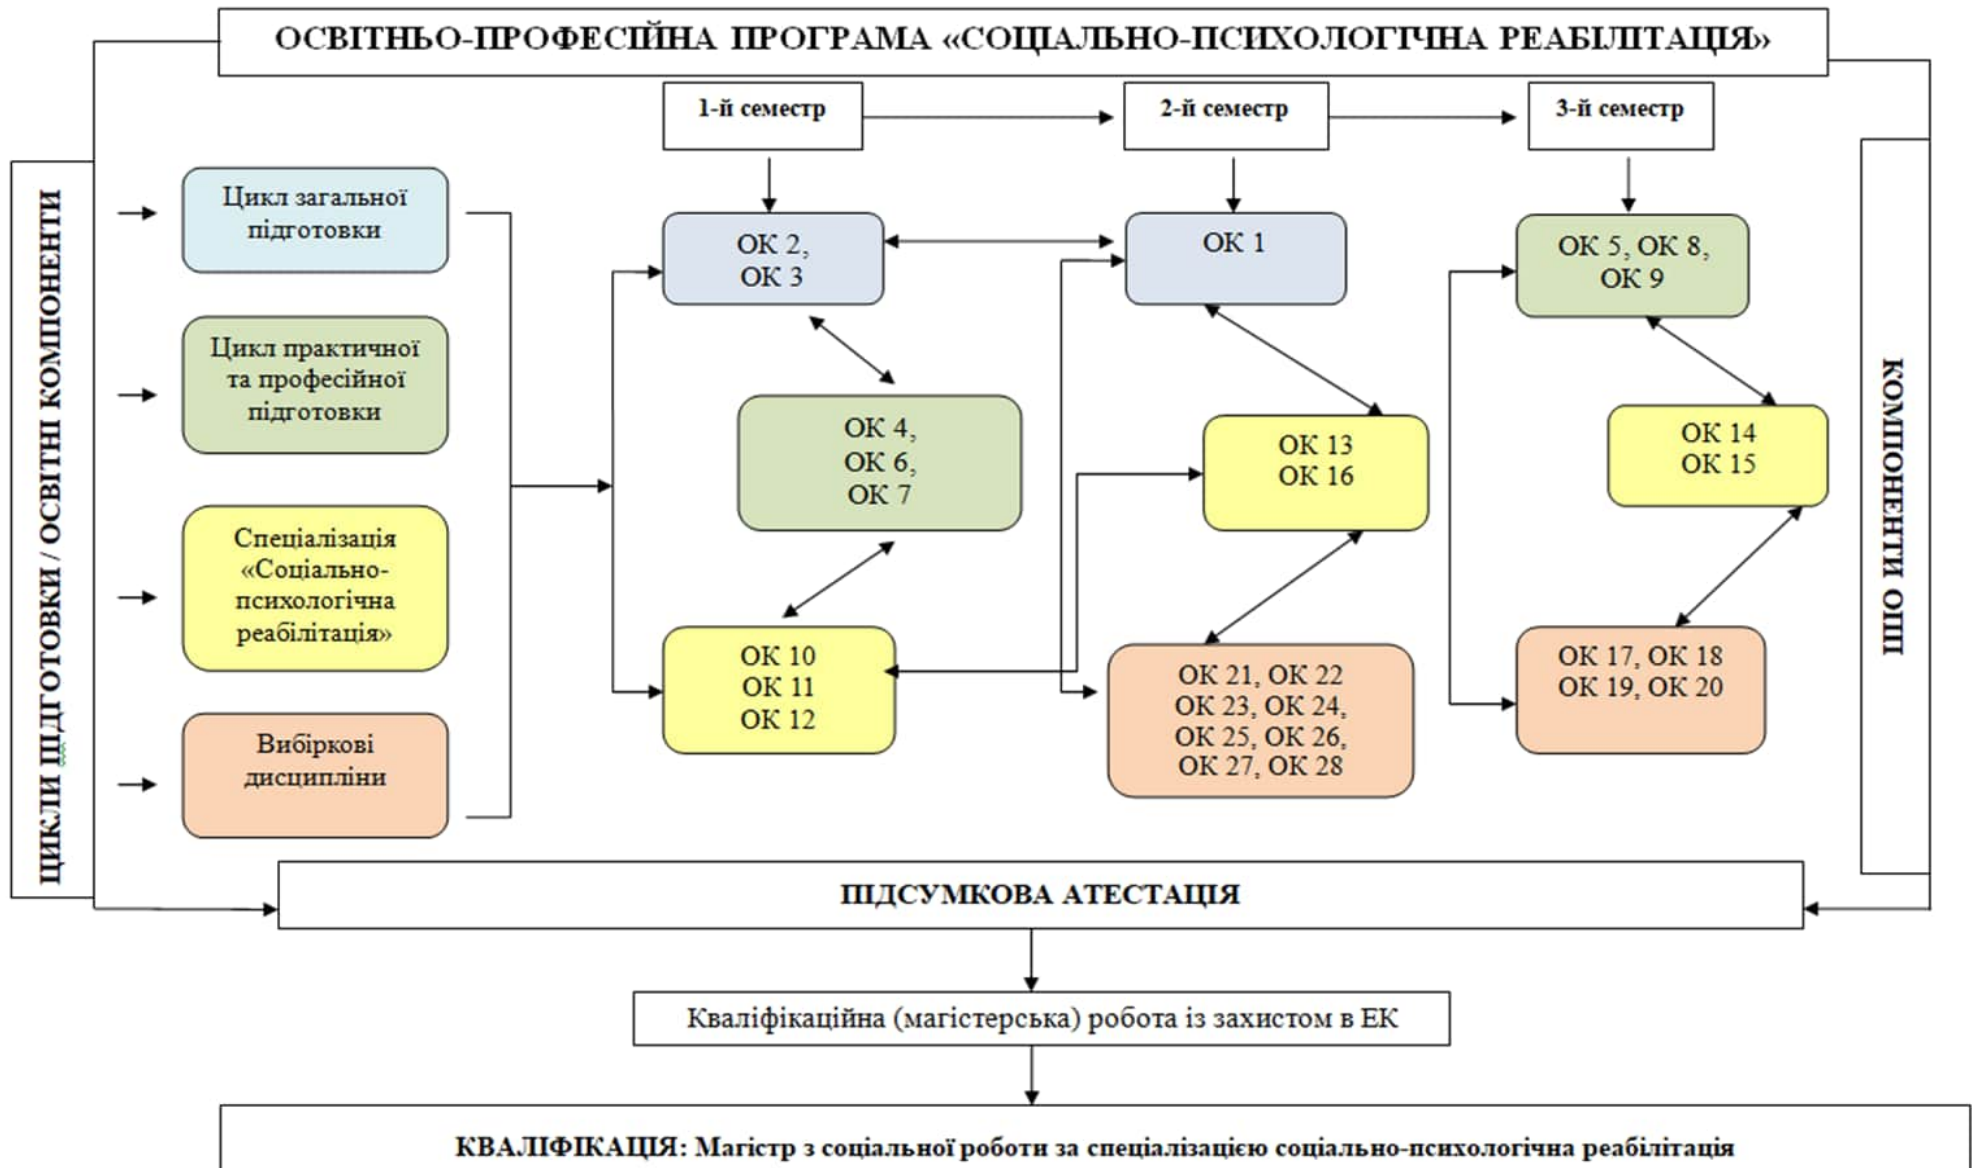 ОСВІТНЬО-ПРОФЕСІЙНА ПРОГРАМА «СОЦІАЛЬНО-ПСИХОЛОГІЧНА РЕАБІЛІТАЦІЯ»
1-й семестр
2-й семестр
3-й семестр
ЦИКЛИ ПІДГОТОВКИ / ОСВІТНІ КОМПОНЕНТИ
Цикл загальної
підготовки
Цикл практичної
та професійної
підготовки
Спеціалізація
«Соціально-
психологічна
реабілітація»
Вибіркові
дисципліни
ОК 2,
ОК 3
ОК 4,
ОК 6,
ОК 7
ОК 10
ОК 11
ОК 12
ОК 1
ОК 13
ОК 16
ОК 21, ОК 22
ОК 23, ОК 24,
ОК 25, ОК 26,
ОК 27, ОК 28
ОК 5, ОК 8,
ОК 9
ОК 14
ОК 15
ОК 17, ОК 18
ОК 19, ОК 20
КОМПОНЕНТИ ОПП
ПІДСУМКОВА АТЕСТАЦІЯ
Кваліфікаційна (магістерська) робота із захистом в ЕК
КВАЛІФІКАЦІЯ: Магістр з соціальної роботи за спеціалізацією соціально-психологічна реабілітація